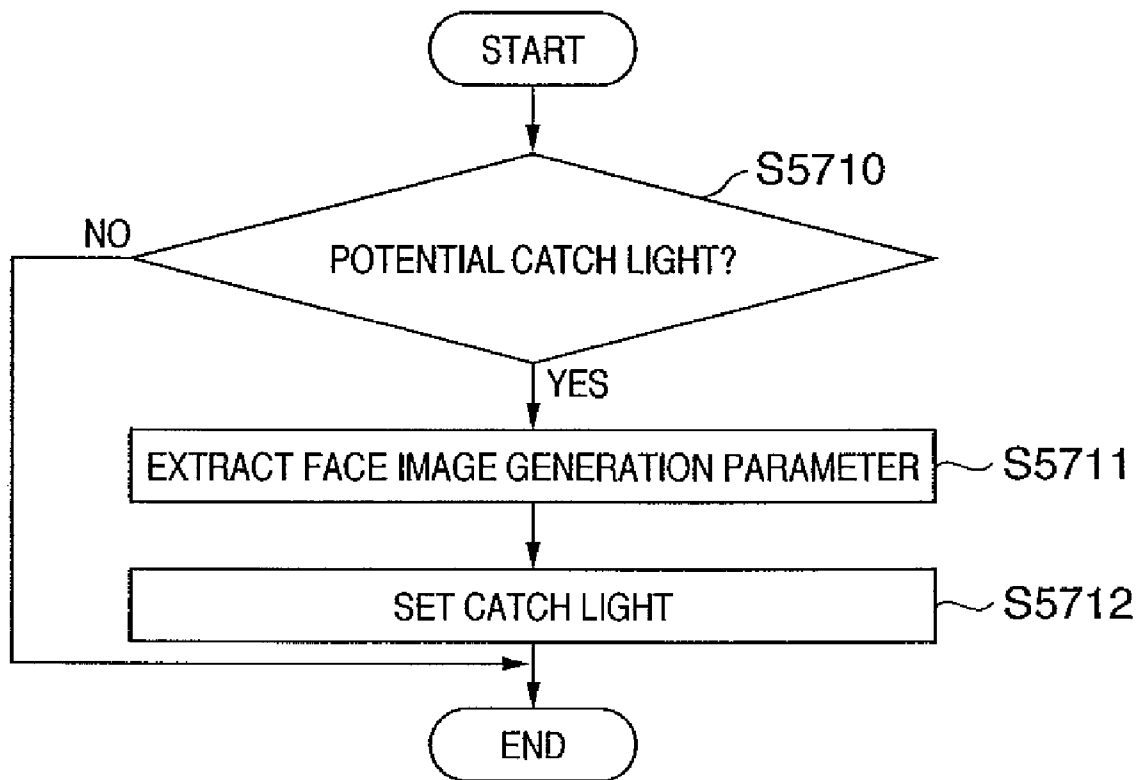 START
S5710
NO
POTENTIAL CATCH LIGHT?
YES
EXTRACT FACE IMAGE GENERATION PARAMETER
S5711
SET CATCH LIGHT
S5712
END